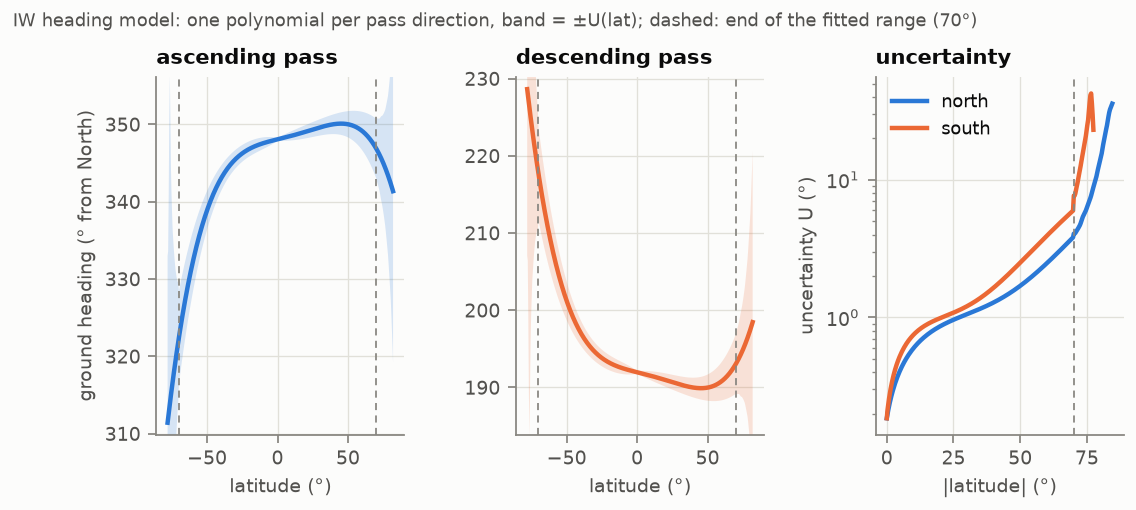 IW heading model: one polynomial per pass direction, band = ±U(lat); dashed: end of the fitted range (70°)
ascending pass
descending pass
uncertainty
ground heading (° from North)
350
340
330
320
310
−50
0
50
latitude (°)
230
220
210
200
190
−50
0
50
latitude (°)
uncertainty U (°)
10¹
10⁰
north
south
0
25
50
75
|latitude| (°)